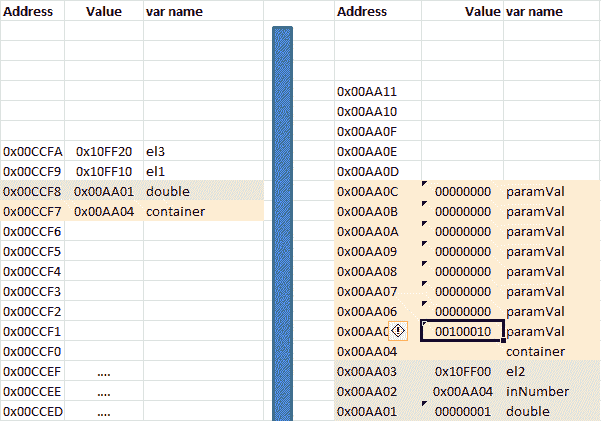 Address Value var name Address Value var name
0x00AA11
0x00AA10
0x00AA0F
0x00CCFA 0x10FF20 el3 0x00AA0E
0x00CCF9 0x10FF10 el1 0x00AA0D
0x00CCF8 0x00AA01 double 0x00AA0C 00000000 paramVal
0x00CCF7 0x00AA04 container 0x00AA0B 00000000 paramVal
0x00CCF6 0x00AA0A 00000000 paramVal
0x00CCF5 0x00AA09 00000000 paramVal
0x00CCF4 0x00AA08 00000000 paramVal
0x00CCF3 0x00AA07 00000000 paramVal
0x00CCF2 0x00AA06 00000000 paramVal
0x00CCF1 0x00AA0 00100010 paramVal
0x00CCF0 0x00AA04 container
0x00CCEF .... 0x00AA03 0x10FF00 el2
0x00CCEE .... 0x00AA02 0x00AA04 inNumber
0x00CCED .... 0x00AA01 00000001 double